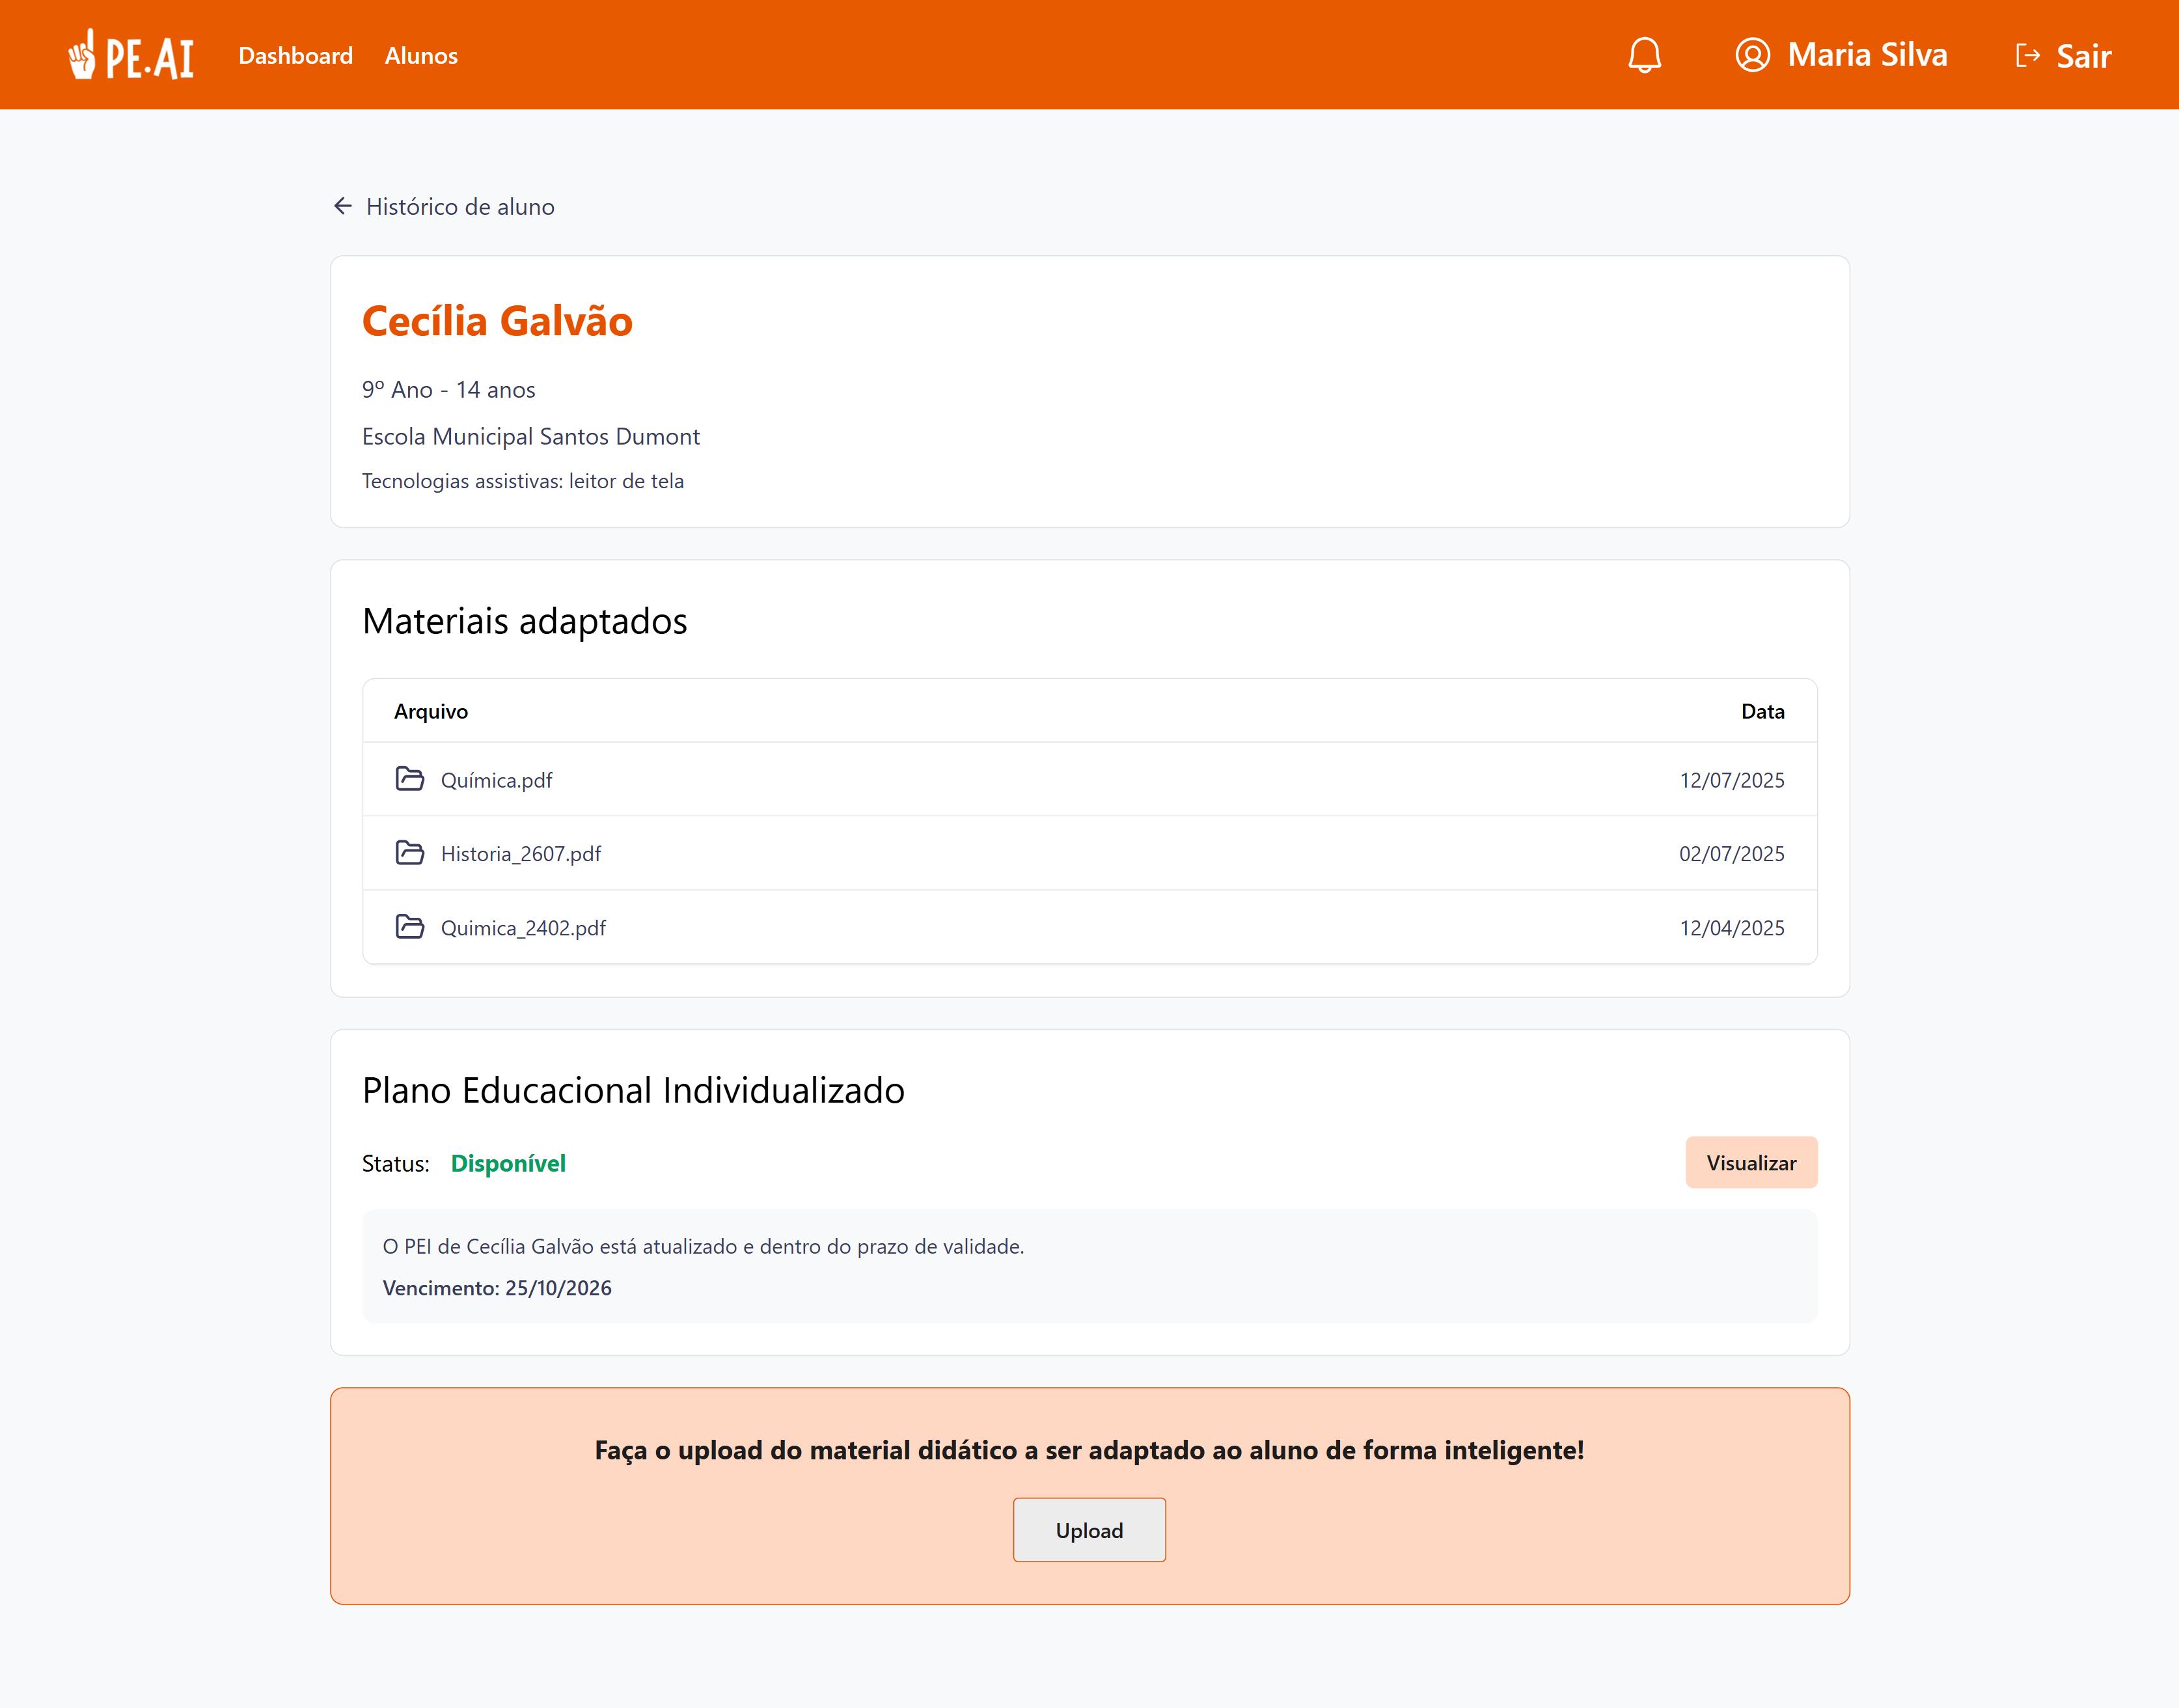 PE.AI Dashboard Alunos Maria Silva Sair
Histórico de aluno
Cecília Galvão
9º Ano - 14 anos
Escola Municipal Santos Dumont
Tecnologias assistivas: leitor de tela
Materiais adaptados
Arquivo Data
Química.pdf 12/07/2025
Historia_2607.pdf 02/07/2025
Quimica_2402.pdf 12/04/2025
Plano Educacional Individualizado
Status: Disponível Visualizar
O PEI de Cecília Galvão está atualizado e dentro do prazo de validade.
Vencimento: 25/10/2026
Faça o upload do material didático a ser adaptado ao aluno de forma inteligente!
Upload